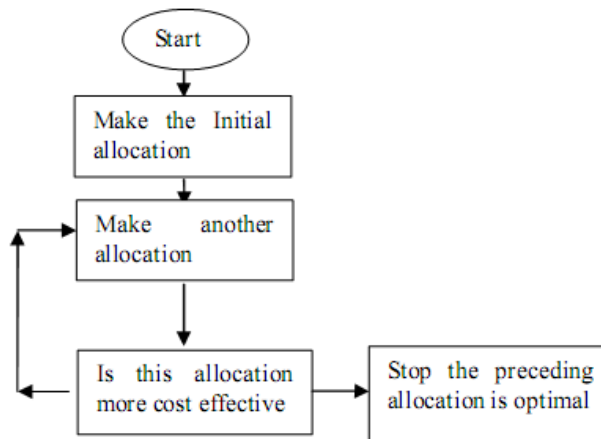 Start
Make the Initial
allocation
Make another
allocation
Is this allocation
more cost effective
Stop the preceding
allocation is optimal